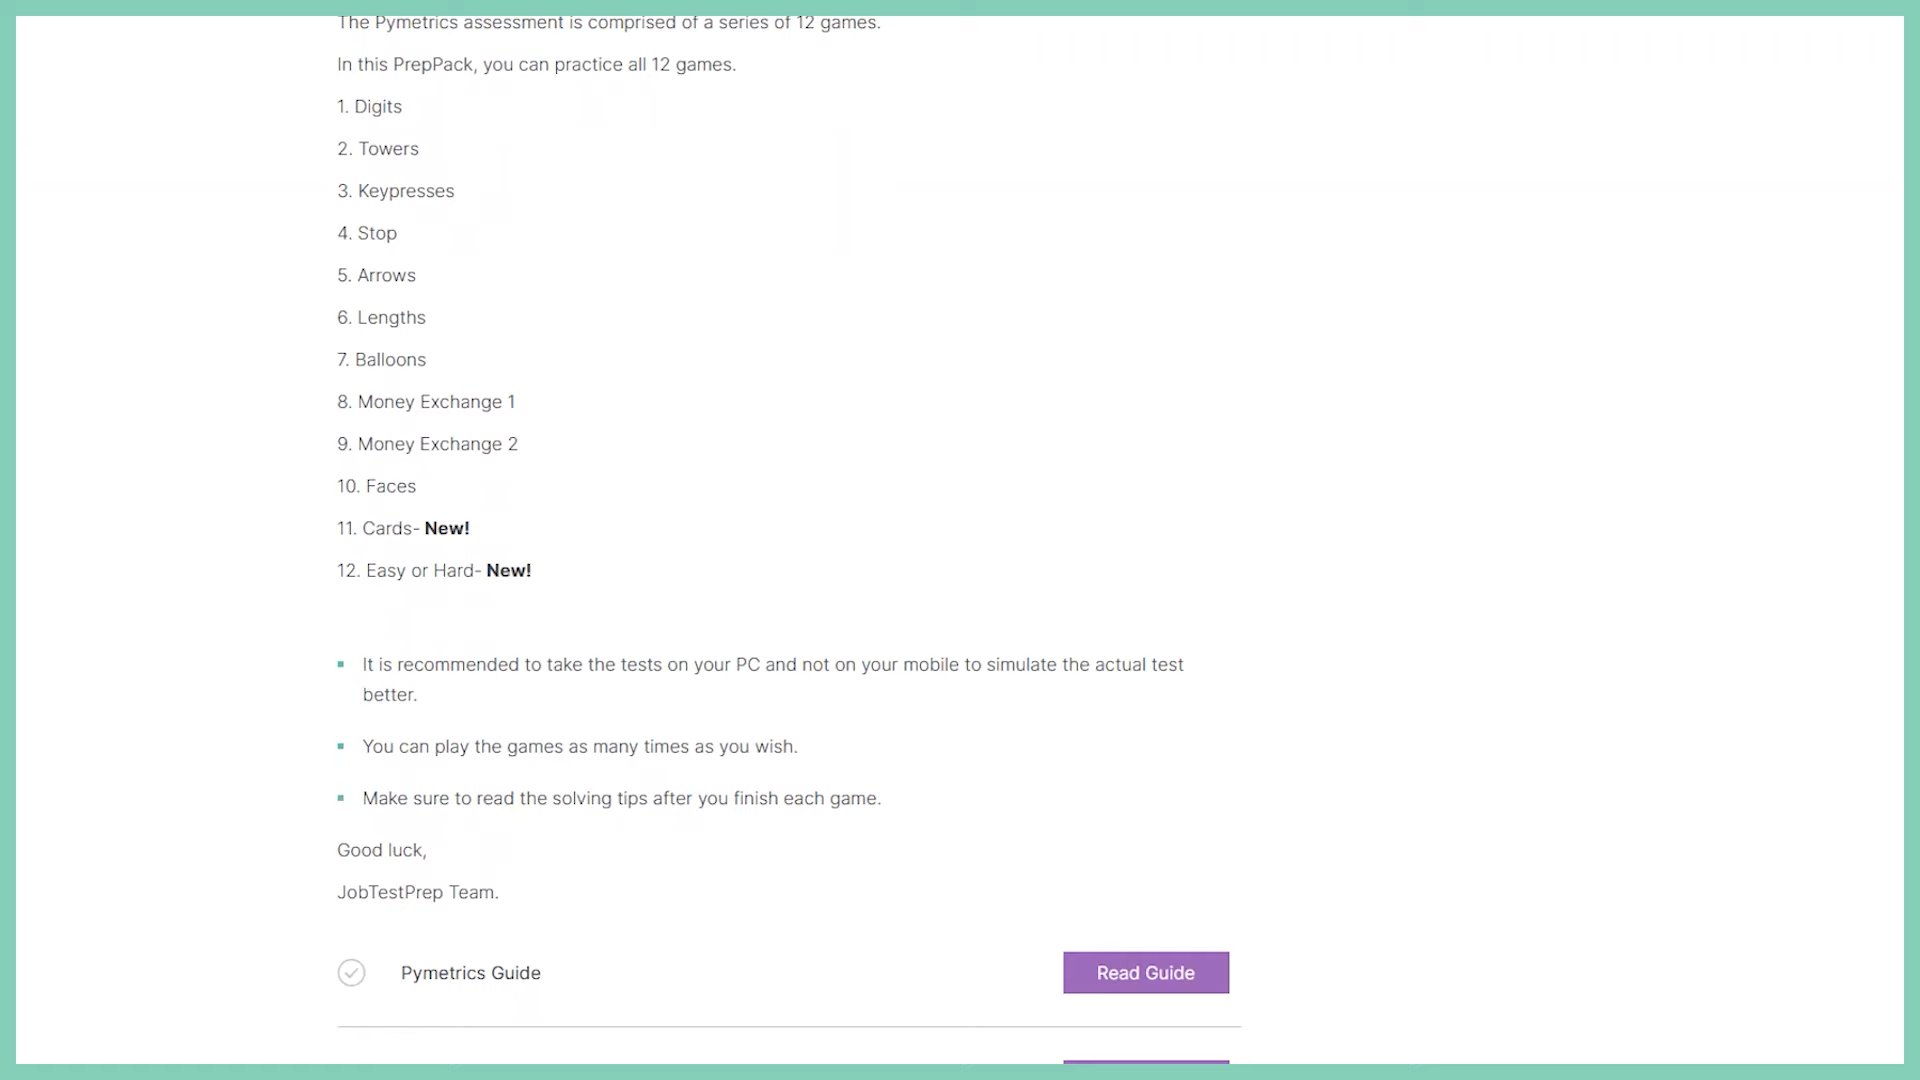 The Pymetrics assessment is comprised of a series of 12 games.
In this PrepPack, you can practice all 12 games.
1. Digits
2. Towers
3. Keypresses
4. Stop
5. Arrows
6. Lengths
7. Balloons
8. Money Exchange 1
9. Money Exchange 2
10. Faces
11. Cards- New!
12. Easy or Hard- New!
It is recommended to take the tests on your PC and not on your mobile to simulate the actual test
better.
You can play the games as many times as you wish.
Make sure to read the solving tips after you finish each game.
Good luck,
JobTestPrep Team.
Pymetrics Guide
Read Guide